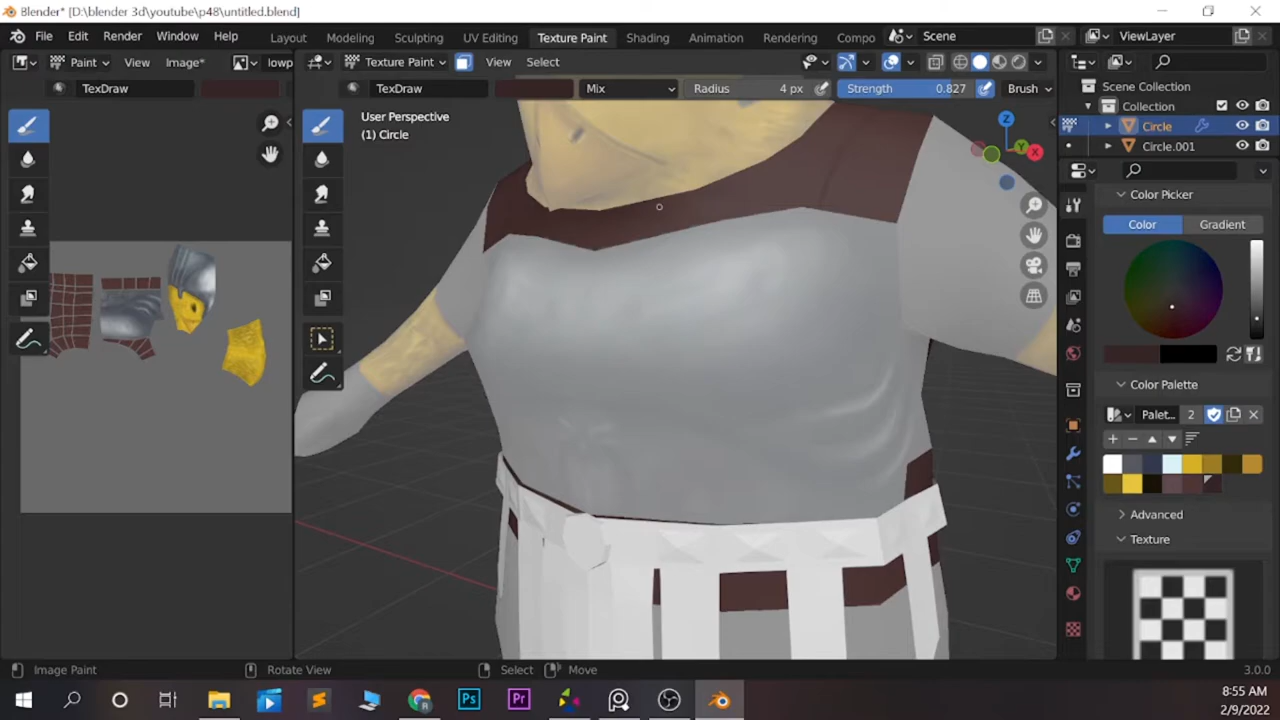 Blender* [D:\blender 3d\youtube\p48\untitled.blend]
File Edit Render Window Help Layout Modeling Sculpting UV Editing Texture Paint Shading Animation Rendering Compo Scene ViewLayer
Paint View Image* lowp Texture Paint View Select
TexDraw TexDraw Mix Radius 4 px Strength 0.827 Brush
Scene Collection
Collection
Circle
Circle.001
User Perspective
(1) Circle
Z
Y
X
Color Picker
Color Gradient
Color Palette
Palet... 2
Advanced
Texture
Image Paint Rotate View Select Move 3.0.0
Ps Pr
8:55 AM
2/9/2022